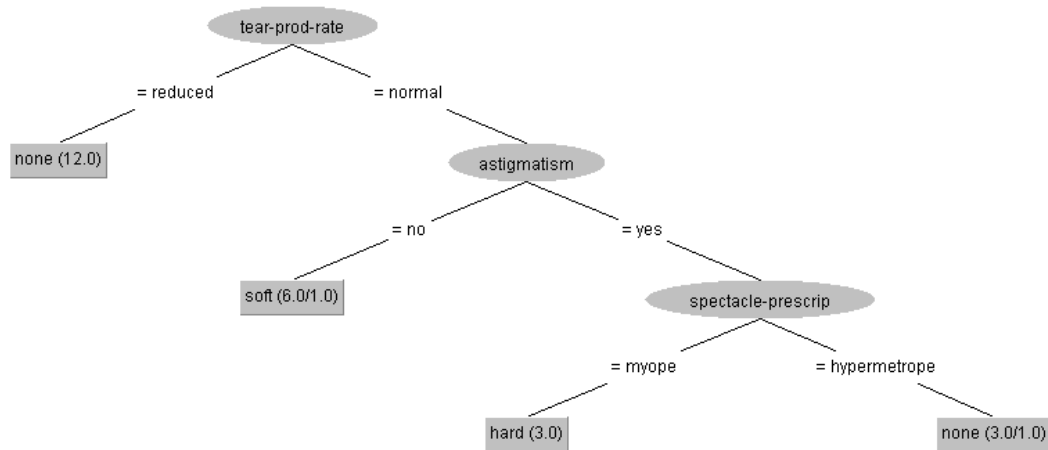 tear-prod-rate
= reduced
= normal
none (12.0)
astigmatism
= no
= yes
soft (6.0/1.0)
spectacle-prescrip
= myope
= hypermetrope
hard (3.0)
none (3.0/1.0)